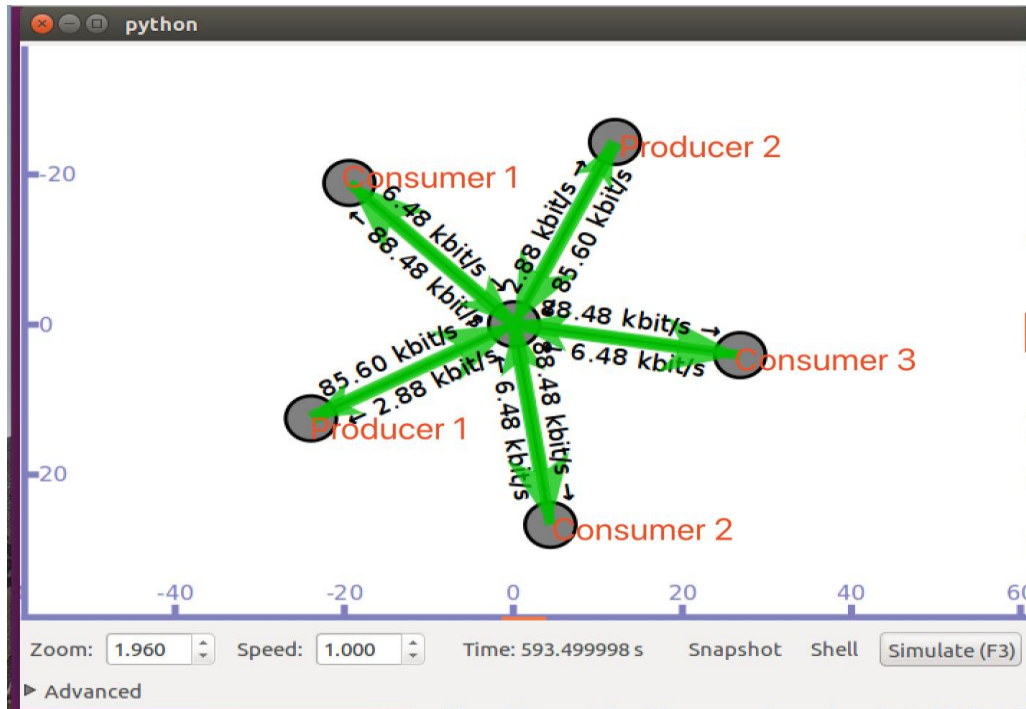 python
Producer 2
Consumer 1
-20
6.48 kbit/s →
← 88.48 kbit/s
2.88 kbit/s →
85.60 kbit/s
0
88.48 kbit/s →
6.48 kbit/s
Consumer 3
85.60 kbit/s
← 2.88 kbit/s
← 6.48 kbit/s
88.48 kbit/s →
Producer 1
20
Consumer 2
-40
-20
0
20
40
60
Zoom: 1.960 Speed: 1.000 Time: 593.499998 s Snapshot Shell Simulate (F3)
Advanced